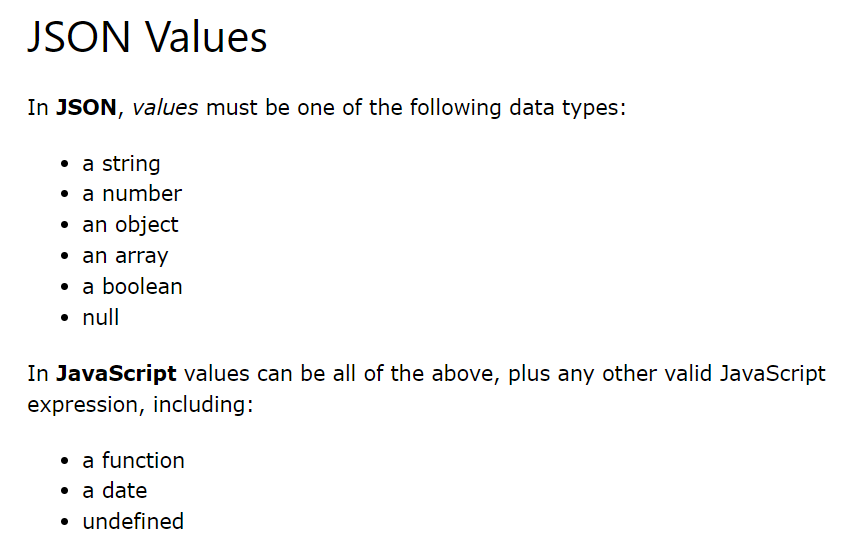 JSON Values
In JSON, values must be one of the following data types:
• a string
• a number
• an object
• an array
• a boolean
• null
In JavaScript values can be all of the above, plus any other valid JavaScript
expression, including:
• a function
• a date
• undefined